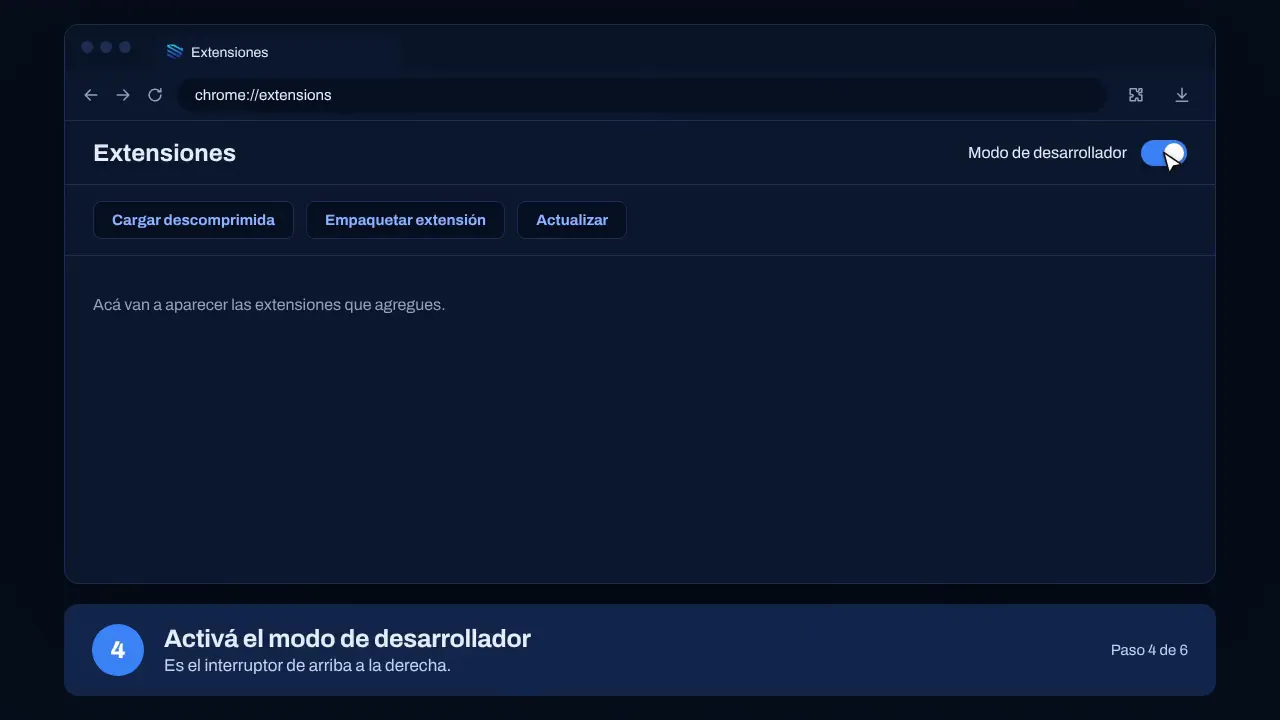 Extensiones
chrome://extensions
Extensiones
Modo de desarrollador
Cargar descomprimida
Empaquetar extensión
Actualizar
Acá van a aparecer las extensiones que agregues.
4
Activá el modo de desarrollador
Es el interruptor de arriba a la derecha.
Paso 4 de 6